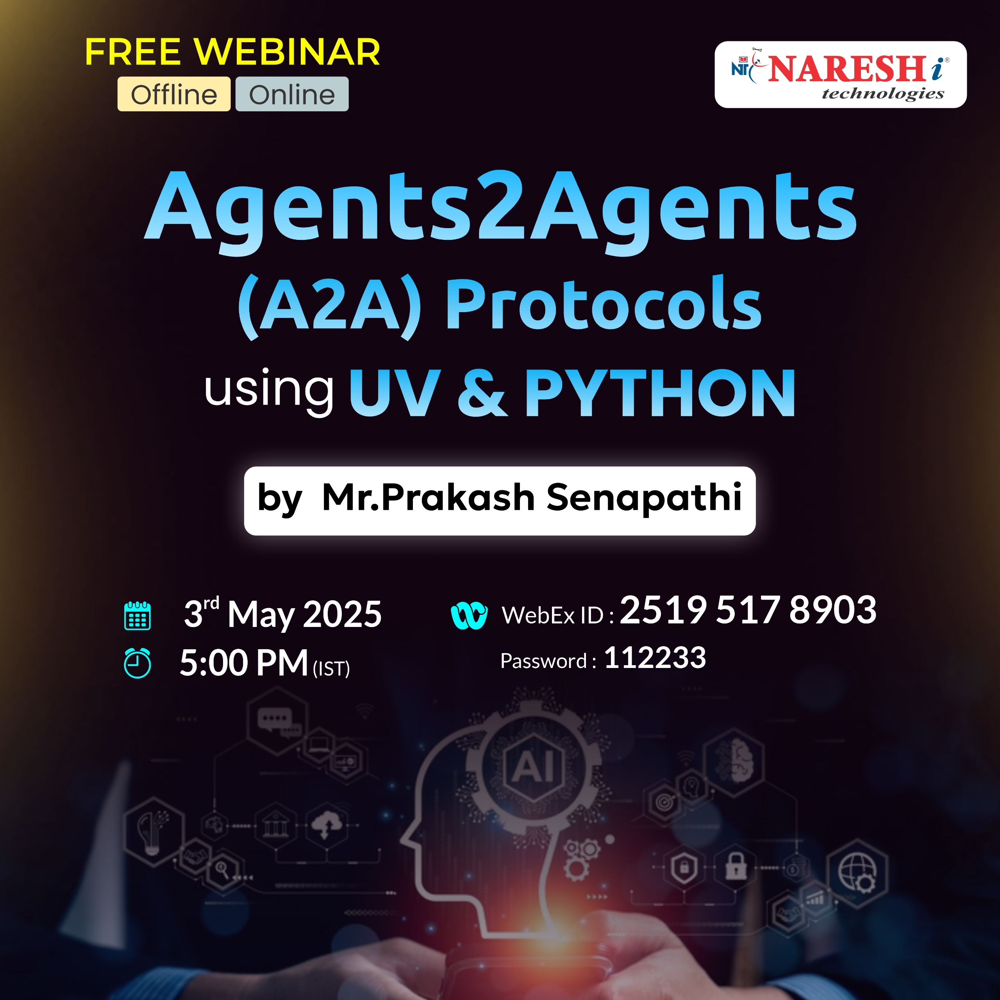 FREE WEBINAR
Offline Online
NT NARESH i ®
technologies
Agents2Agents
(A2A) Protocols
using UV & PYTHON
by Mr.Prakash Senapathi
3rd May 2025
WebEx ID : 2519 517 8903
5:00 PM (IST)
Password : 112233
AI